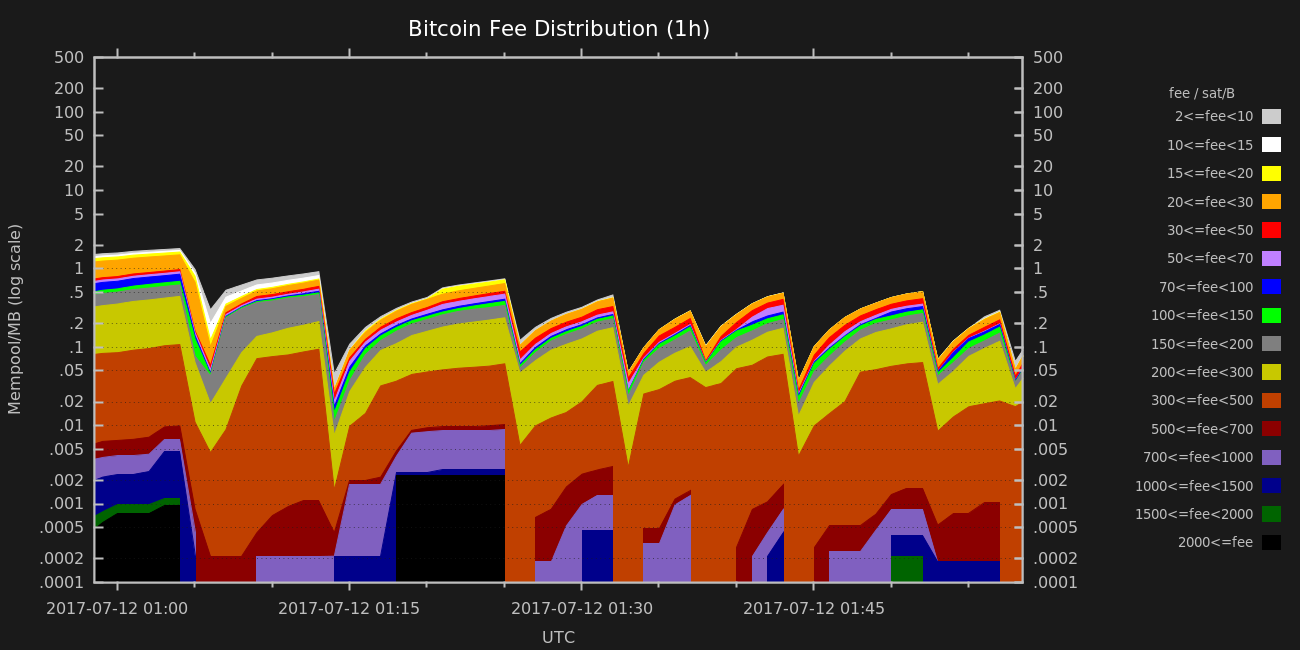 Bitcoin Fee Distribution (1h)
500
200
100
50
20
10
5
2
1
.5
.2
.1
.05
.02
.01
.005
.002
.001
.0005
.0002
.0001
Mempool/MB (log scale)
500
200
100
50
20
10
5
2
1
.5
.2
.1
.05
.02
.01
.005
.002
.001
.0005
.0002
.0001
2017-07-12 01:00
2017-07-12 01:15
2017-07-12 01:30
2017-07-12 01:45
UTC
fee / sat/B
2<=fee<10
10<=fee<15
15<=fee<20
20<=fee<30
30<=fee<50
50<=fee<70
70<=fee<100
100<=fee<150
150<=fee<200
200<=fee<300
300<=fee<500
500<=fee<700
700<=fee<1000
1000<=fee<1500
1500<=fee<2000
2000<=fee